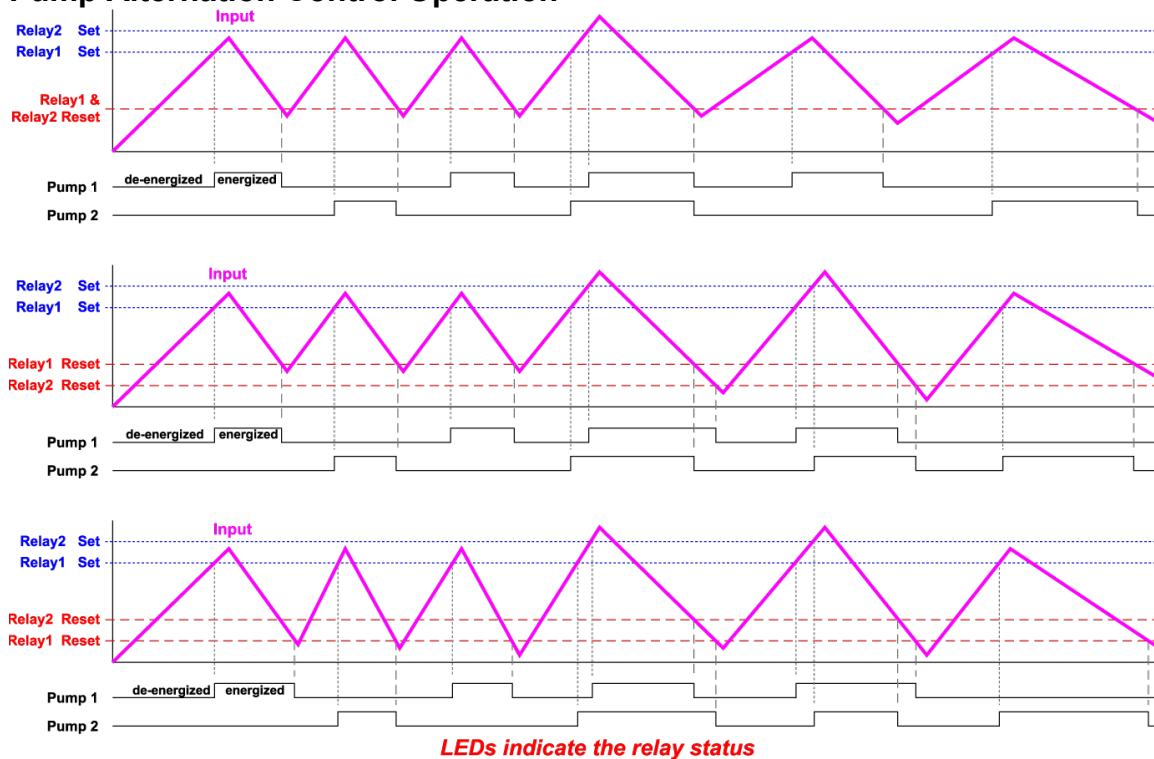 Pump Alternation Control Operation
Input
Relay2 Set
Relay1 Set
Relay1 &
Relay2 Reset
de-energized energized
Pump 1
Pump 2
Input
Relay2 Set
Relay1 Set
Relay1 Reset
Relay2 Reset
de-energized energized
Pump 1
Pump 2
Input
Relay2 Set
Relay1 Set
Relay2 Reset
Relay1 Reset
de-energized energized
Pump 1
Pump 2
LEDs indicate the relay status